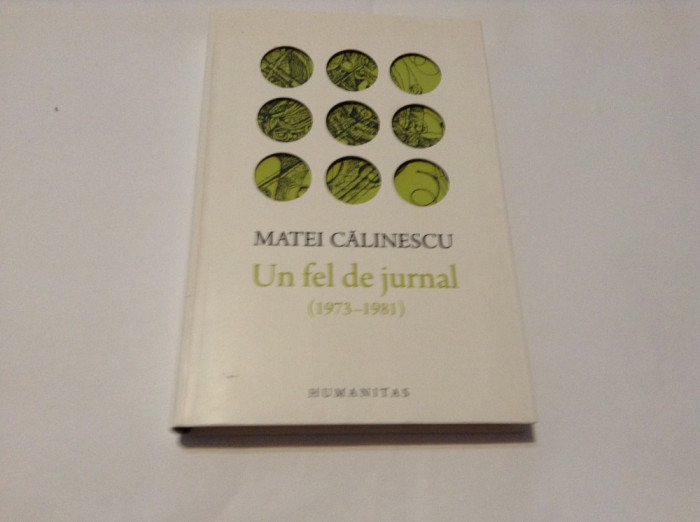 MATEI CĂLINESCU
Un fel de jurnal
(1973–1981)
HUMANITAS